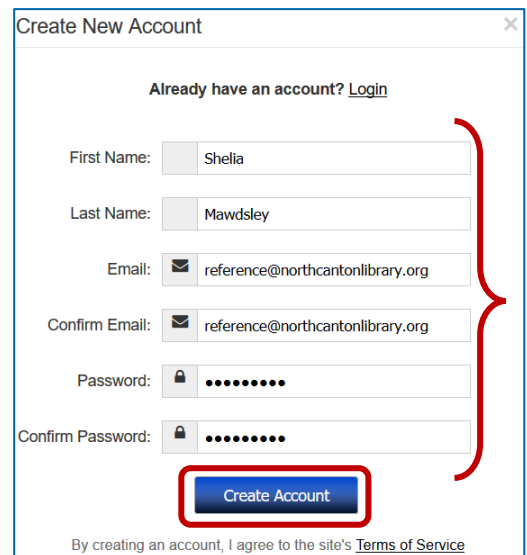 Create New Account ×
Already have an account? Login
First Name: Shelia
Last Name: Mawdsley
Email: reference@northcantonlibrary.org
Confirm Email: reference@northcantonlibrary.org
Password: •••••••••
Confirm Password: •••••••••
Create Account
By creating an account, I agree to the site's Terms of Service